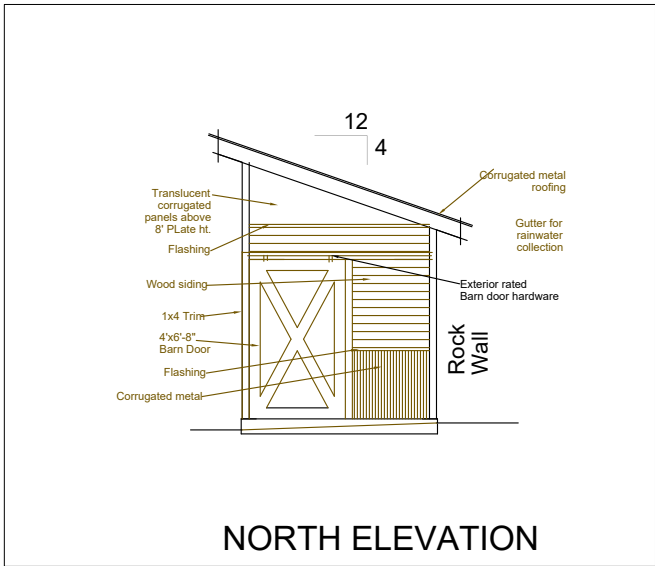 12
4
Translucent
corrugated
panels above
8' PLate ht.
Flashing
Wood siding
1x4 Trim
4'x6'-8"
Barn Door
Flashing
Corrugated metal
Corrugated metal
roofing
Gutter for
rainwater
collection
Exterior rated
Barn door hardware
Rock
Wall
NORTH ELEVATION